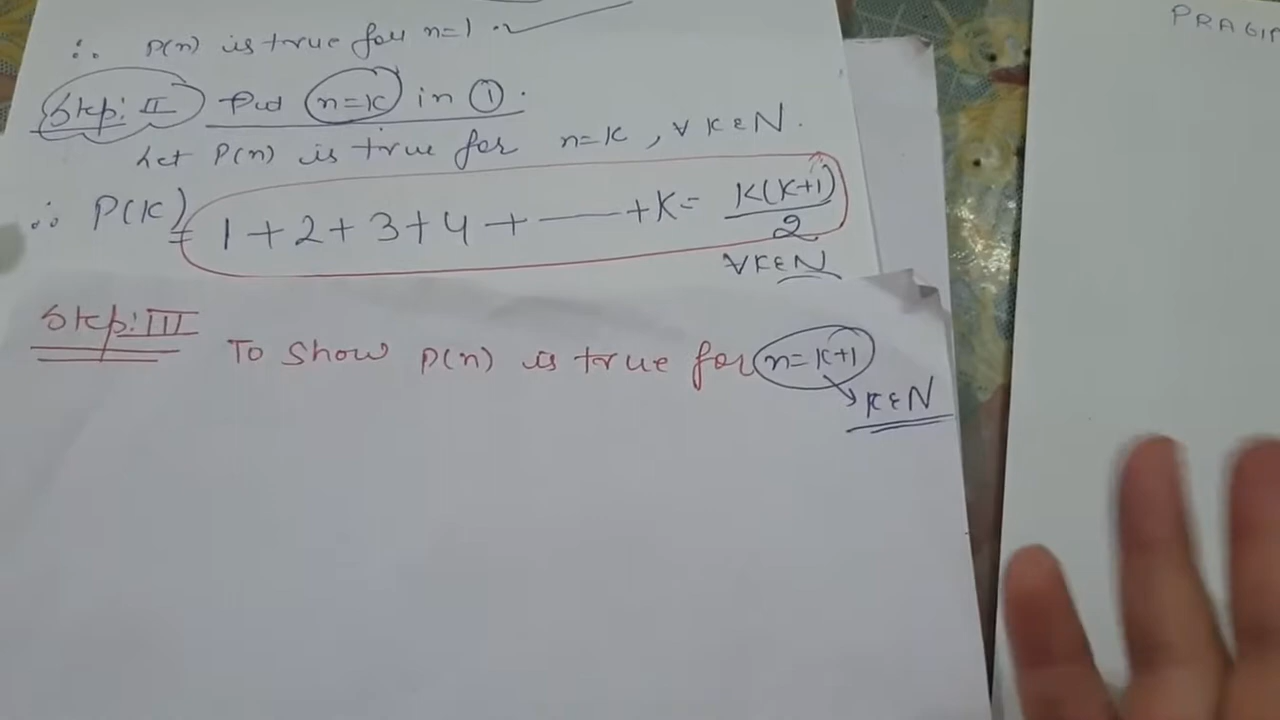 ∴ P(n) is true for n=1.
Step: II Put n=K in ①.
Let P(n) is true for n=K, ∀ K∈N.
∴ P(K) = 1+2+3+4+——+K= K(K+1)/2
∀K∈N
Step: III
To Show P(n) is true for n=K+1
K∈N